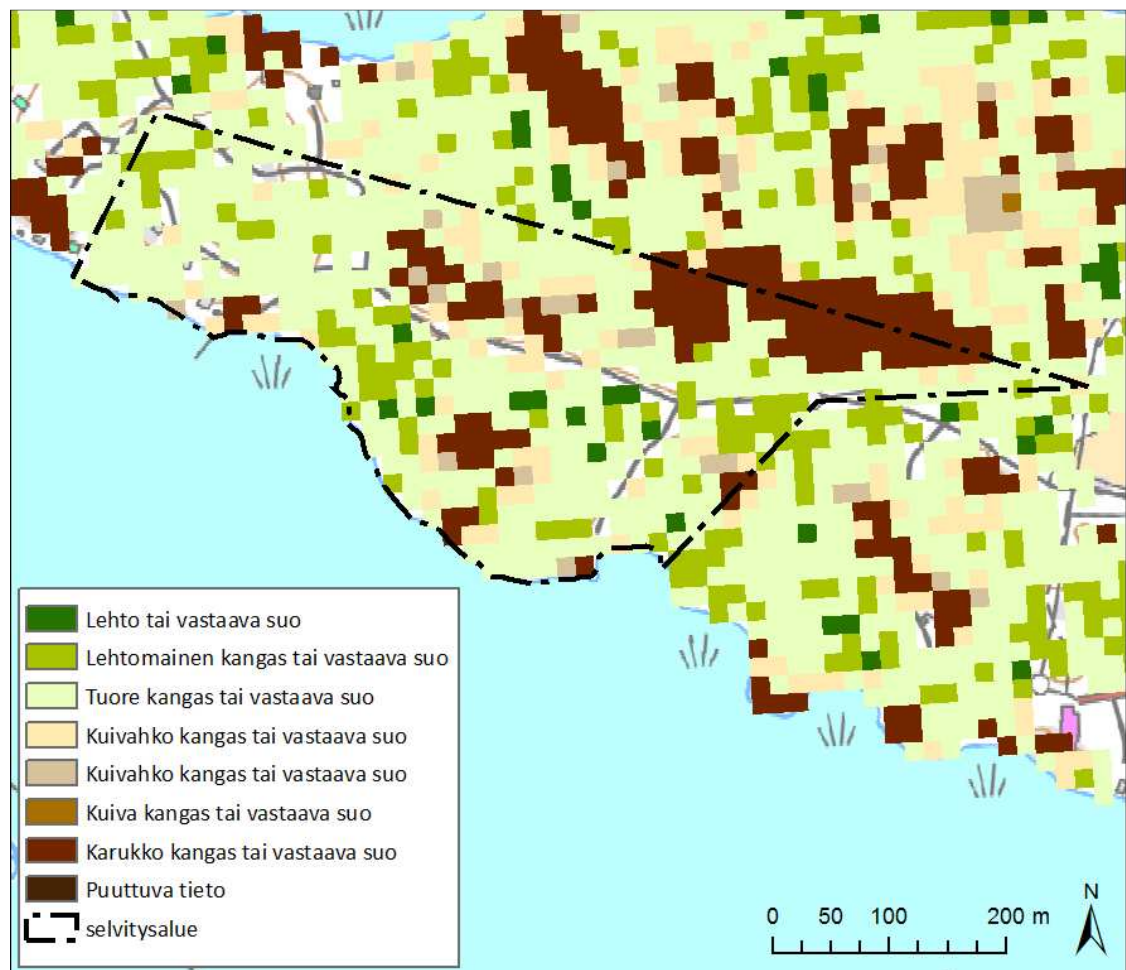 Lehto tai vastaava suo
Lehtomainen kangas tai vastaava suo
Tuore kangas tai vastaava suo
Kuivahko kangas tai vastaava suo
Kuivahko kangas tai vastaava suo
Kuiva kangas tai vastaava suo
Karukko kangas tai vastaava suo
Puuttuva tieto
selvitysalue
N
0 50 100 200 m